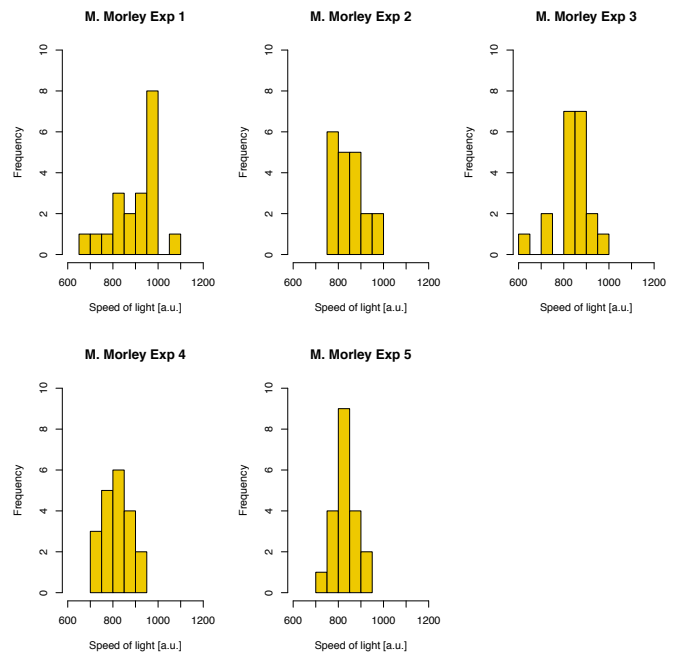 M. Morley Exp 1
Frequency
0 2 4 6 8 10
600 800 1000 1200
Speed of light [a.u.]
M. Morley Exp 2
Frequency
0 2 4 6 8 10
600 800 1000 1200
Speed of light [a.u.]
M. Morley Exp 3
Frequency
0 2 4 6 8 10
600 800 1000 1200
Speed of light [a.u.]
M. Morley Exp 4
Frequency
0 2 4 6 8 10
600 800 1000 1200
Speed of light [a.u.]
M. Morley Exp 5
Frequency
0 2 4 6 8 10
600 800 1000 1200
Speed of light [a.u.]